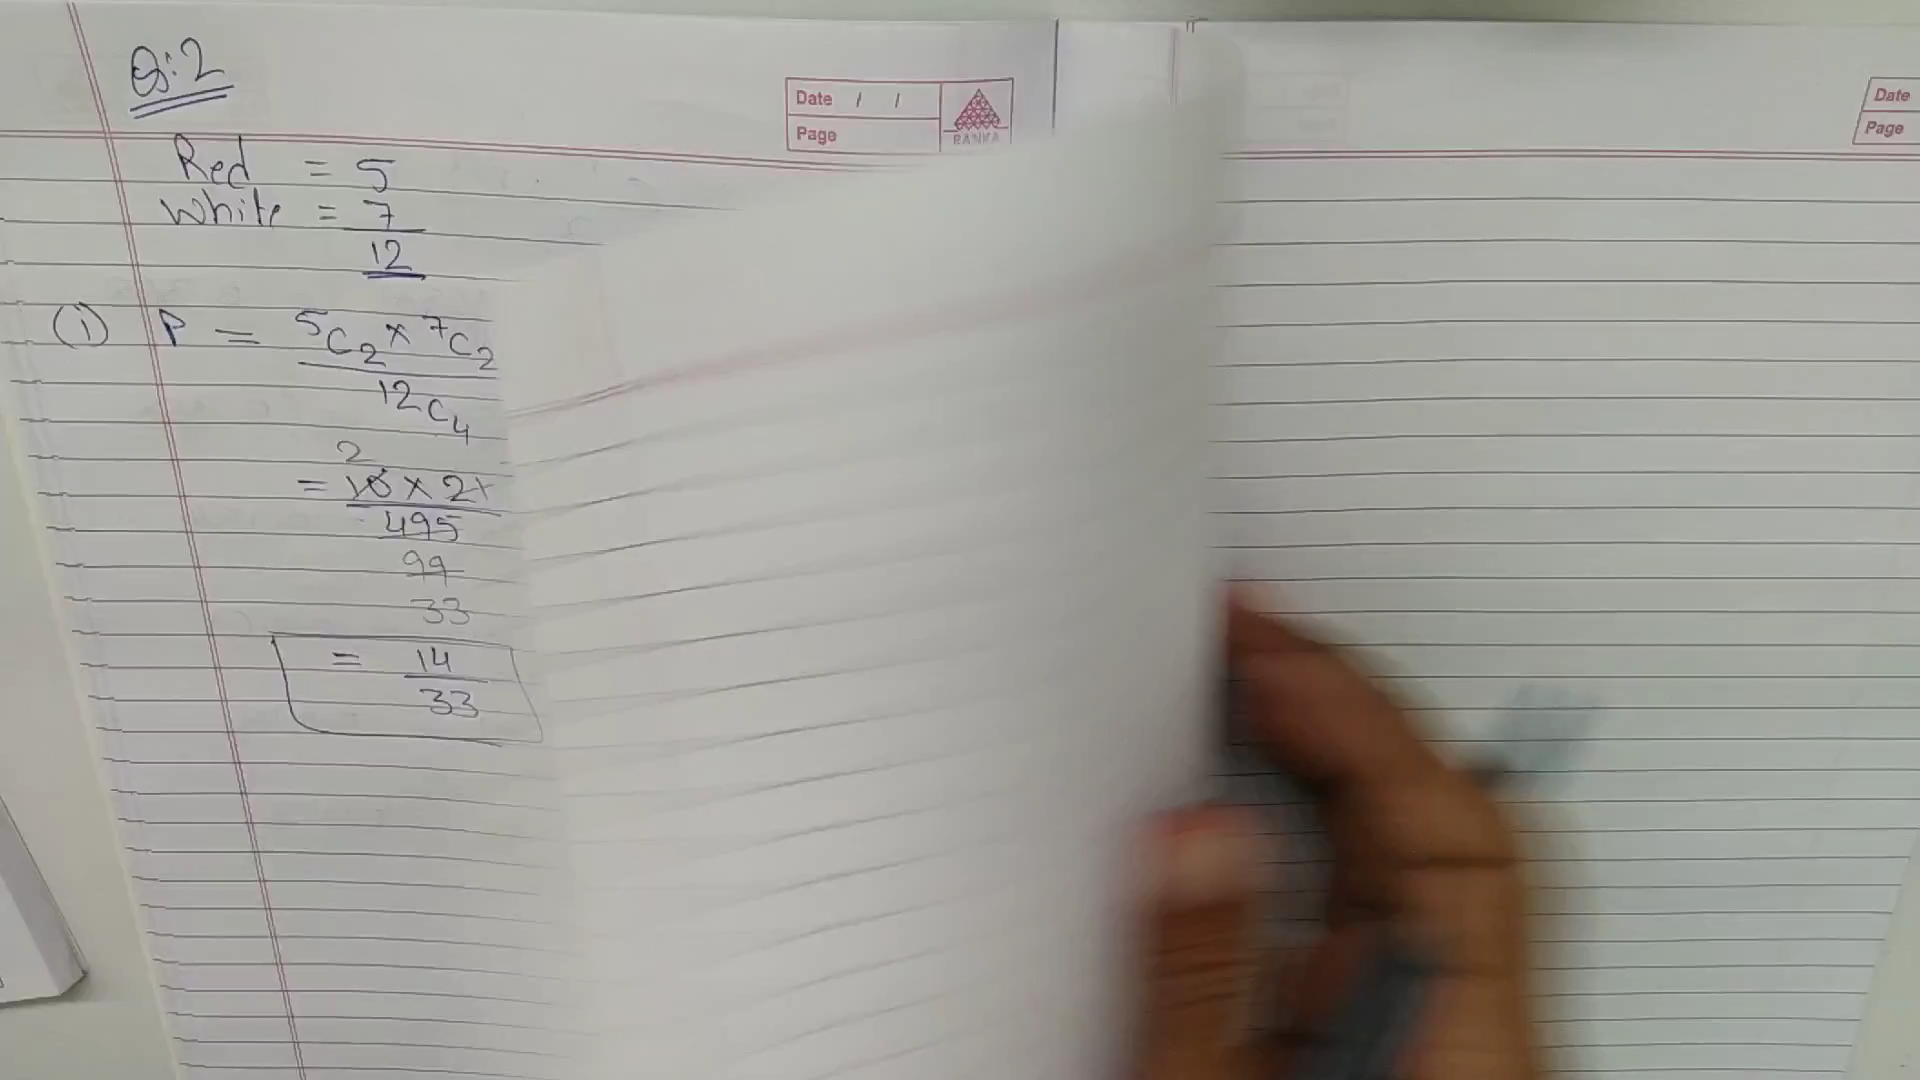 Q:2
Date / /
Page
RANKA
Red = 5
White = 7
12
(i) P = ⁵C₂ × ⁷C₂
¹²C₄
2
= 10 × 21
495
99
33
= 14
33
Date
Page